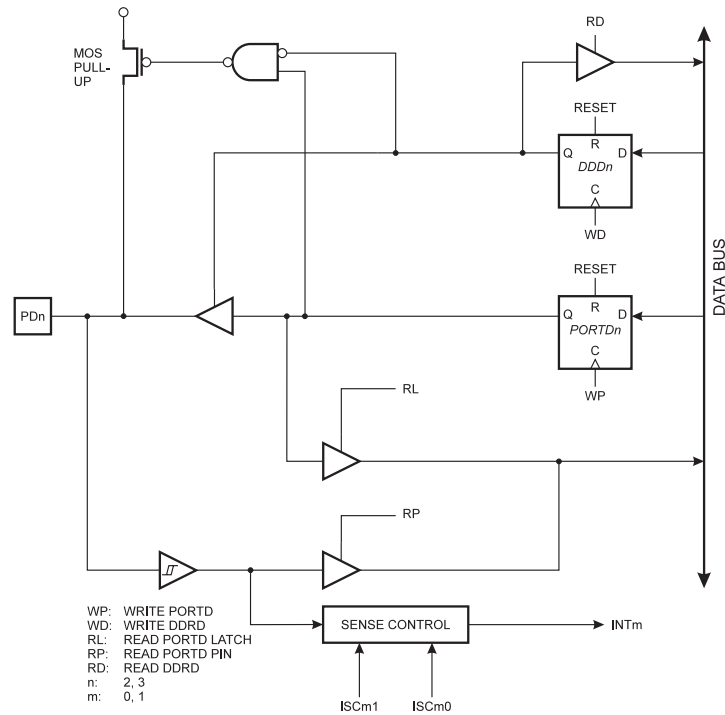 MOS
PULL-
UP
RD
RESET
R
Q
D
DDDn
C
WD
DATA BUS
RESET
PDn
R
Q
D
PORTDn
C
WP
RL
RP
WP: WRITE PORTD
WD: WRITE DDRD
RL: READ PORTD LATCH
RP: READ PORTD PIN
RD: READ DDRD
n: 2, 3
m: 0, 1
SENSE CONTROL
INTm
ISCm1
ISCm0